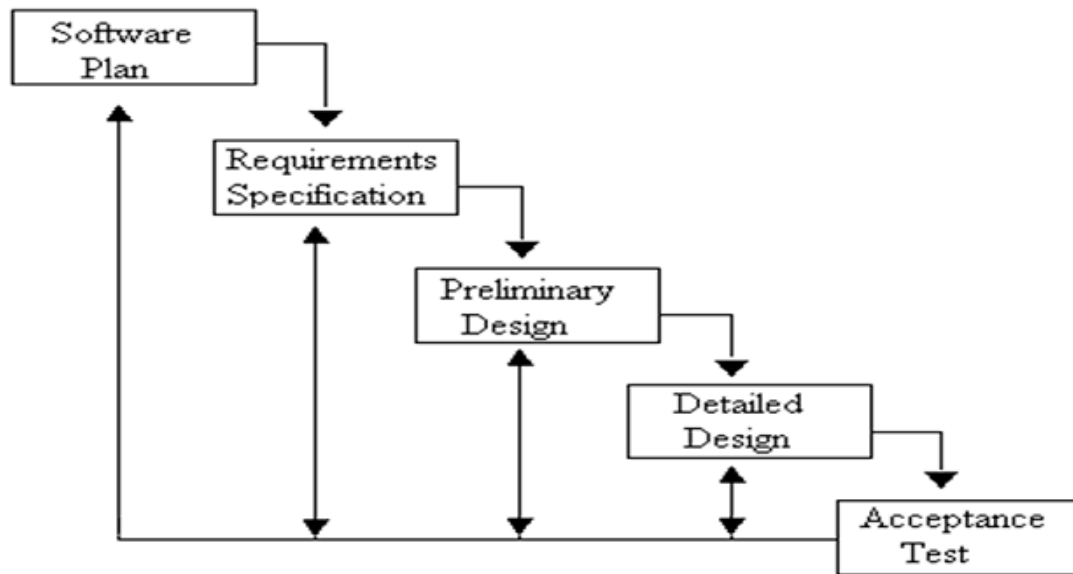 Software
Plan
Requirements
Specification
Preliminary
Design
Detailed
Design
Acceptance
Test